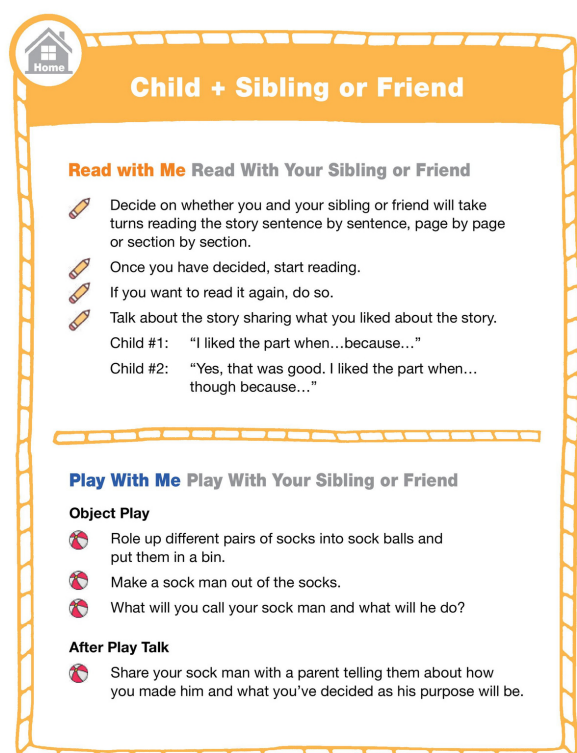 Home
Child + Sibling or Friend
Read with Me Read With Your Sibling or Friend
Decide on whether you and your sibling or friend will take
turns reading the story sentence by sentence, page by page
or section by section.
Once you have decided, start reading.
If you want to read it again, do so.
Talk about the story sharing what you liked about the story.
Child #1: “I liked the part when…because…”
Child #2: “Yes, that was good. I liked the part when…
though because…”
Play With Me Play With Your Sibling or Friend
Object Play
Role up different pairs of socks into sock balls and
put them in a bin.
Make a sock man out of the socks.
What will you call your sock man and what will he do?
After Play Talk
Share your sock man with a parent telling them about how
you made him and what you’ve decided as his purpose will be.